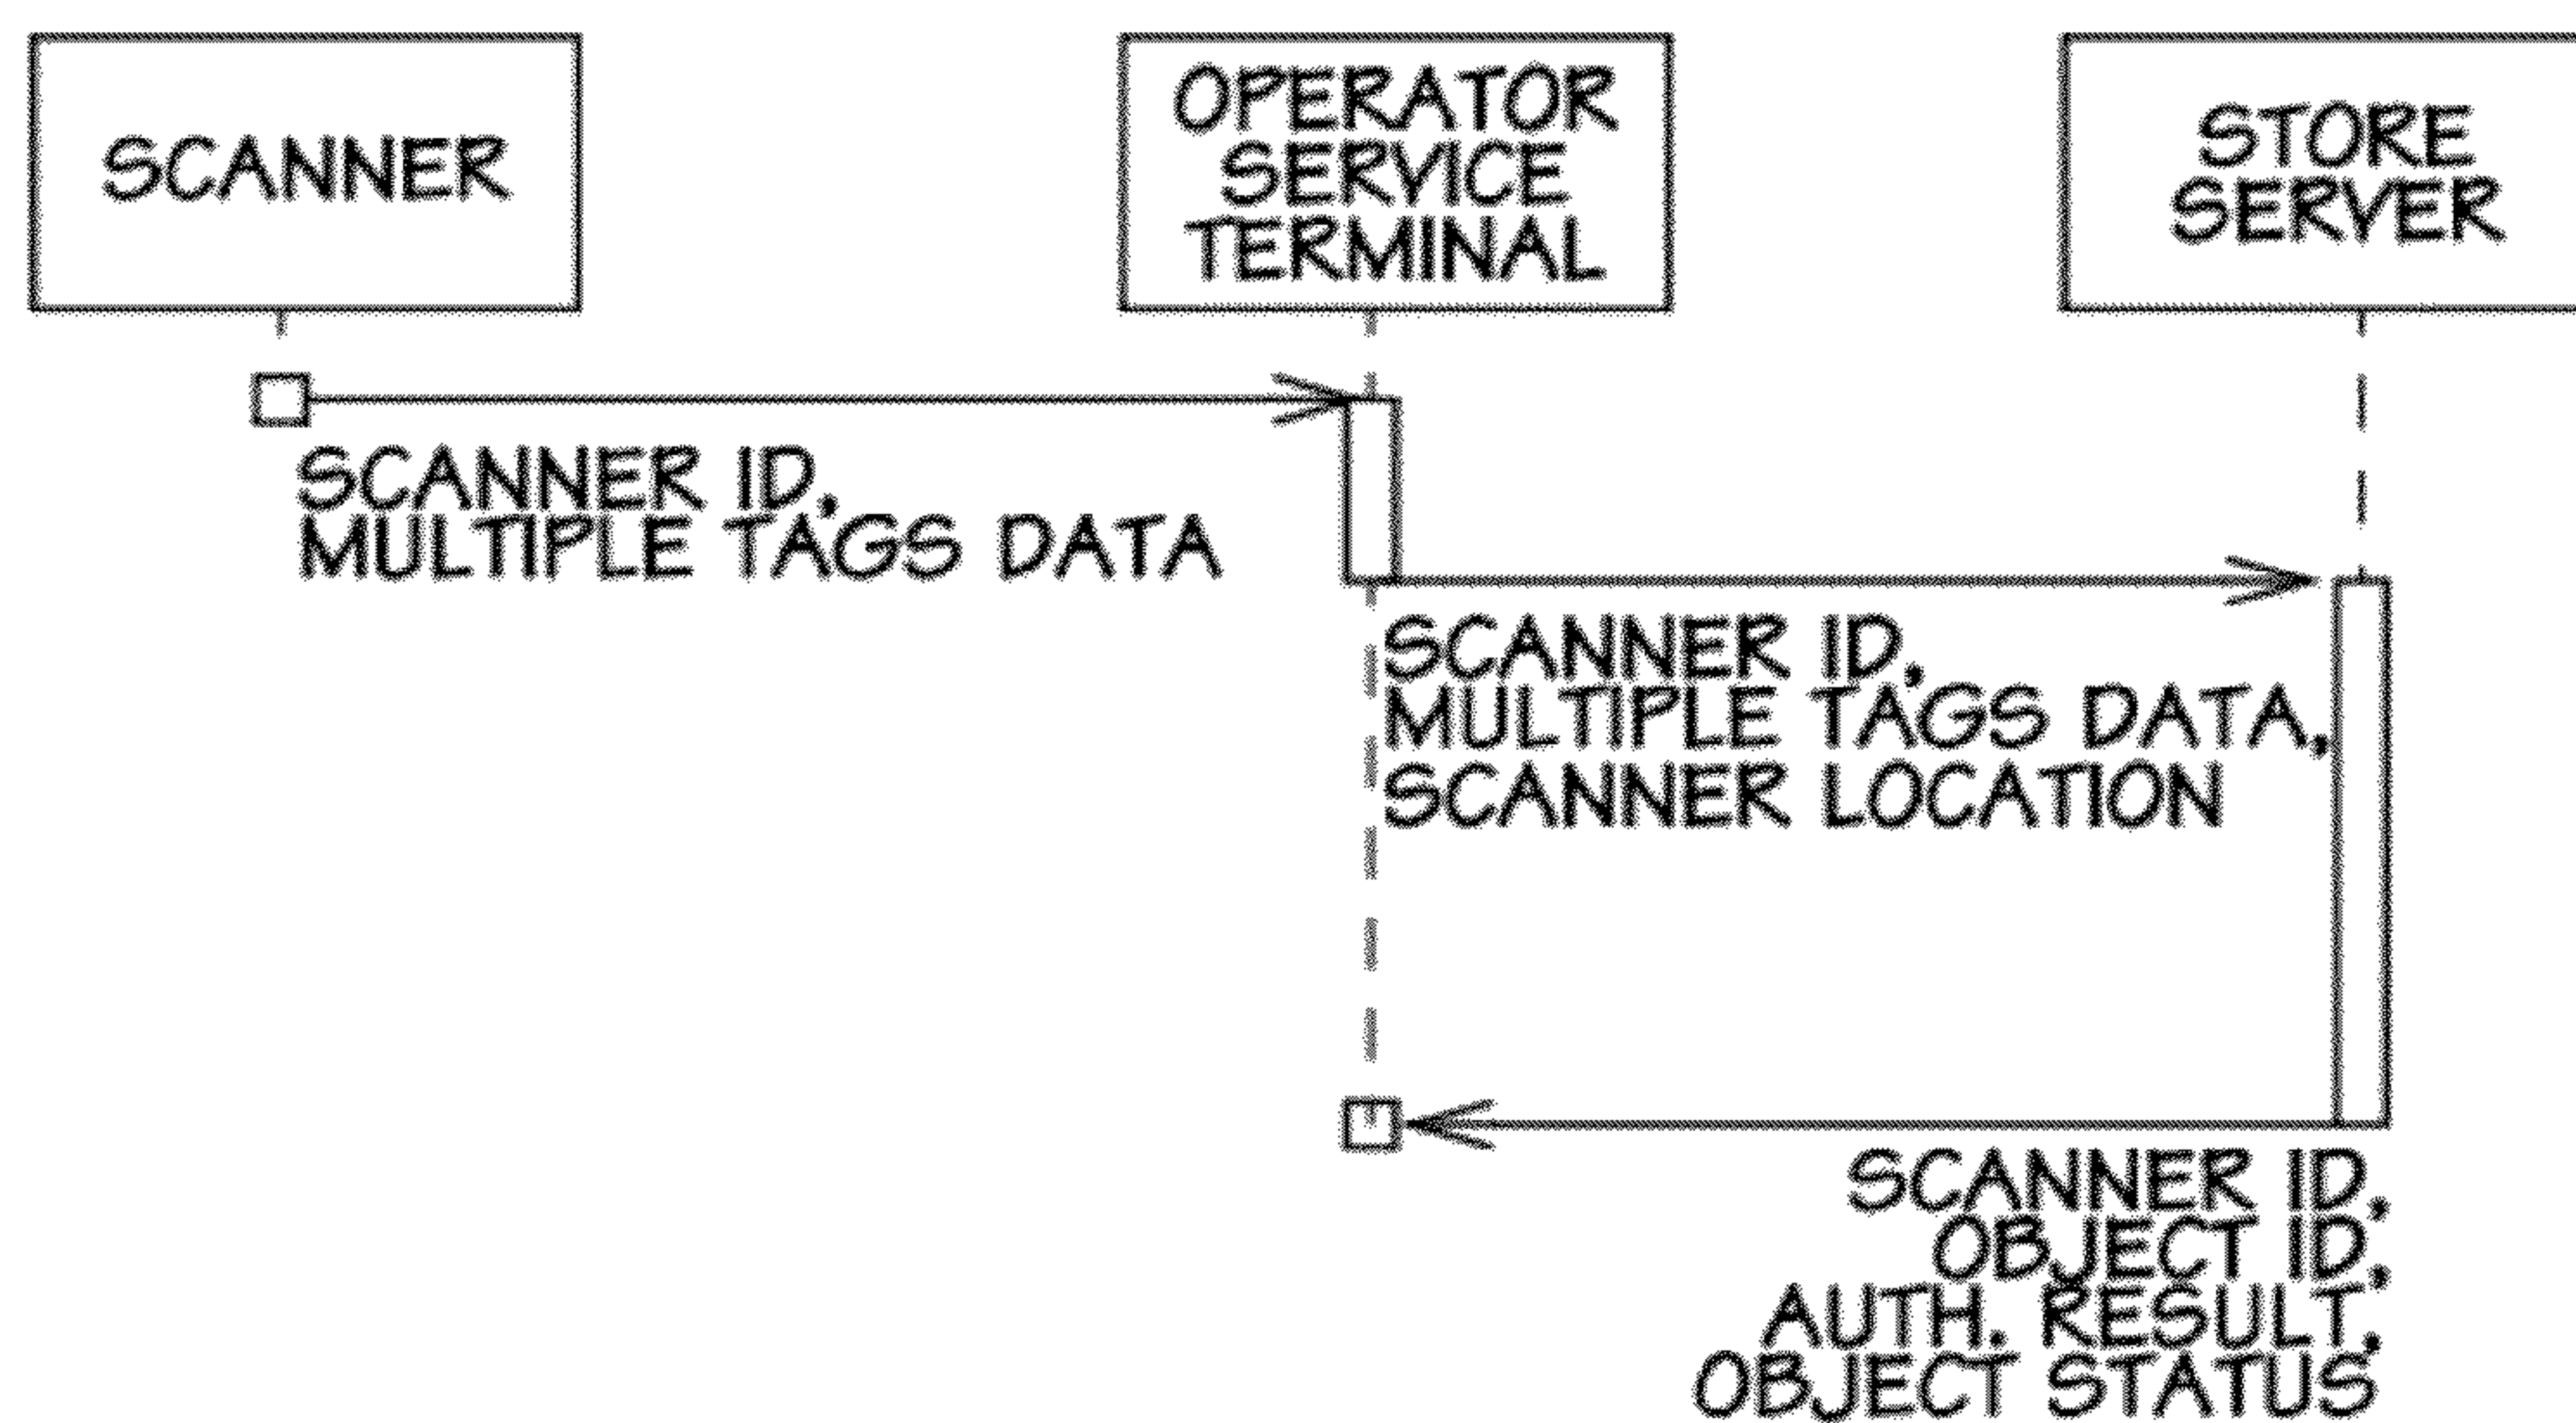 SCANNER
OPERATOR
SERVICE
TERMINAL
STORE
SERVER
SCANNER ID,
MULTIPLE TAGS DATA
SCANNER ID,
MULTIPLE TAGS DATA,
SCANNER LOCATION
SCANNER ID,
OBJECT ID,
AUTH. RESULT,
OBJECT STATUS